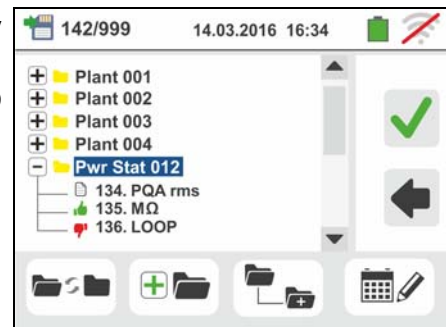 142/999 14.03.2016 16:34
Plant 001
Plant 002
Plant 003
Plant 004
Pwr Stat 012
134. PQA rms
135. MΩ
136. LOOP